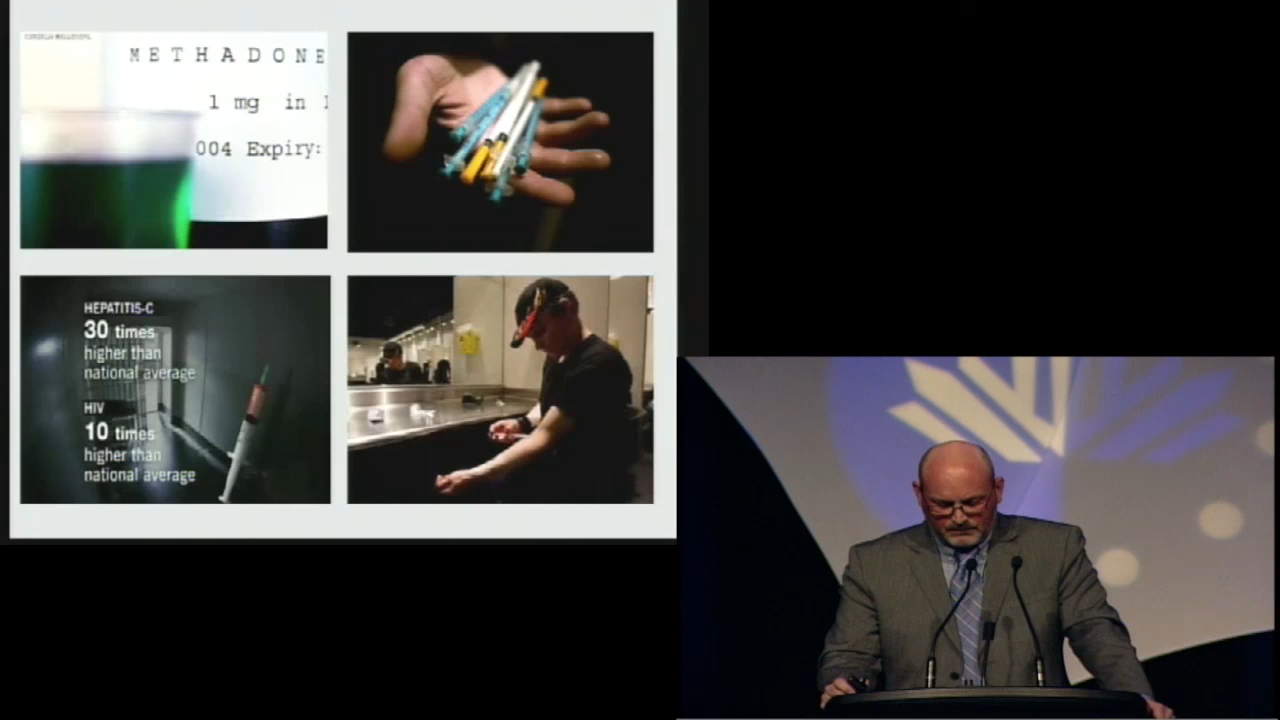 METHADONE
1 mg in
004 Expiry:
HEPATITIS-C
30 times
higher than
national average
HIV
10 times
higher than
national average